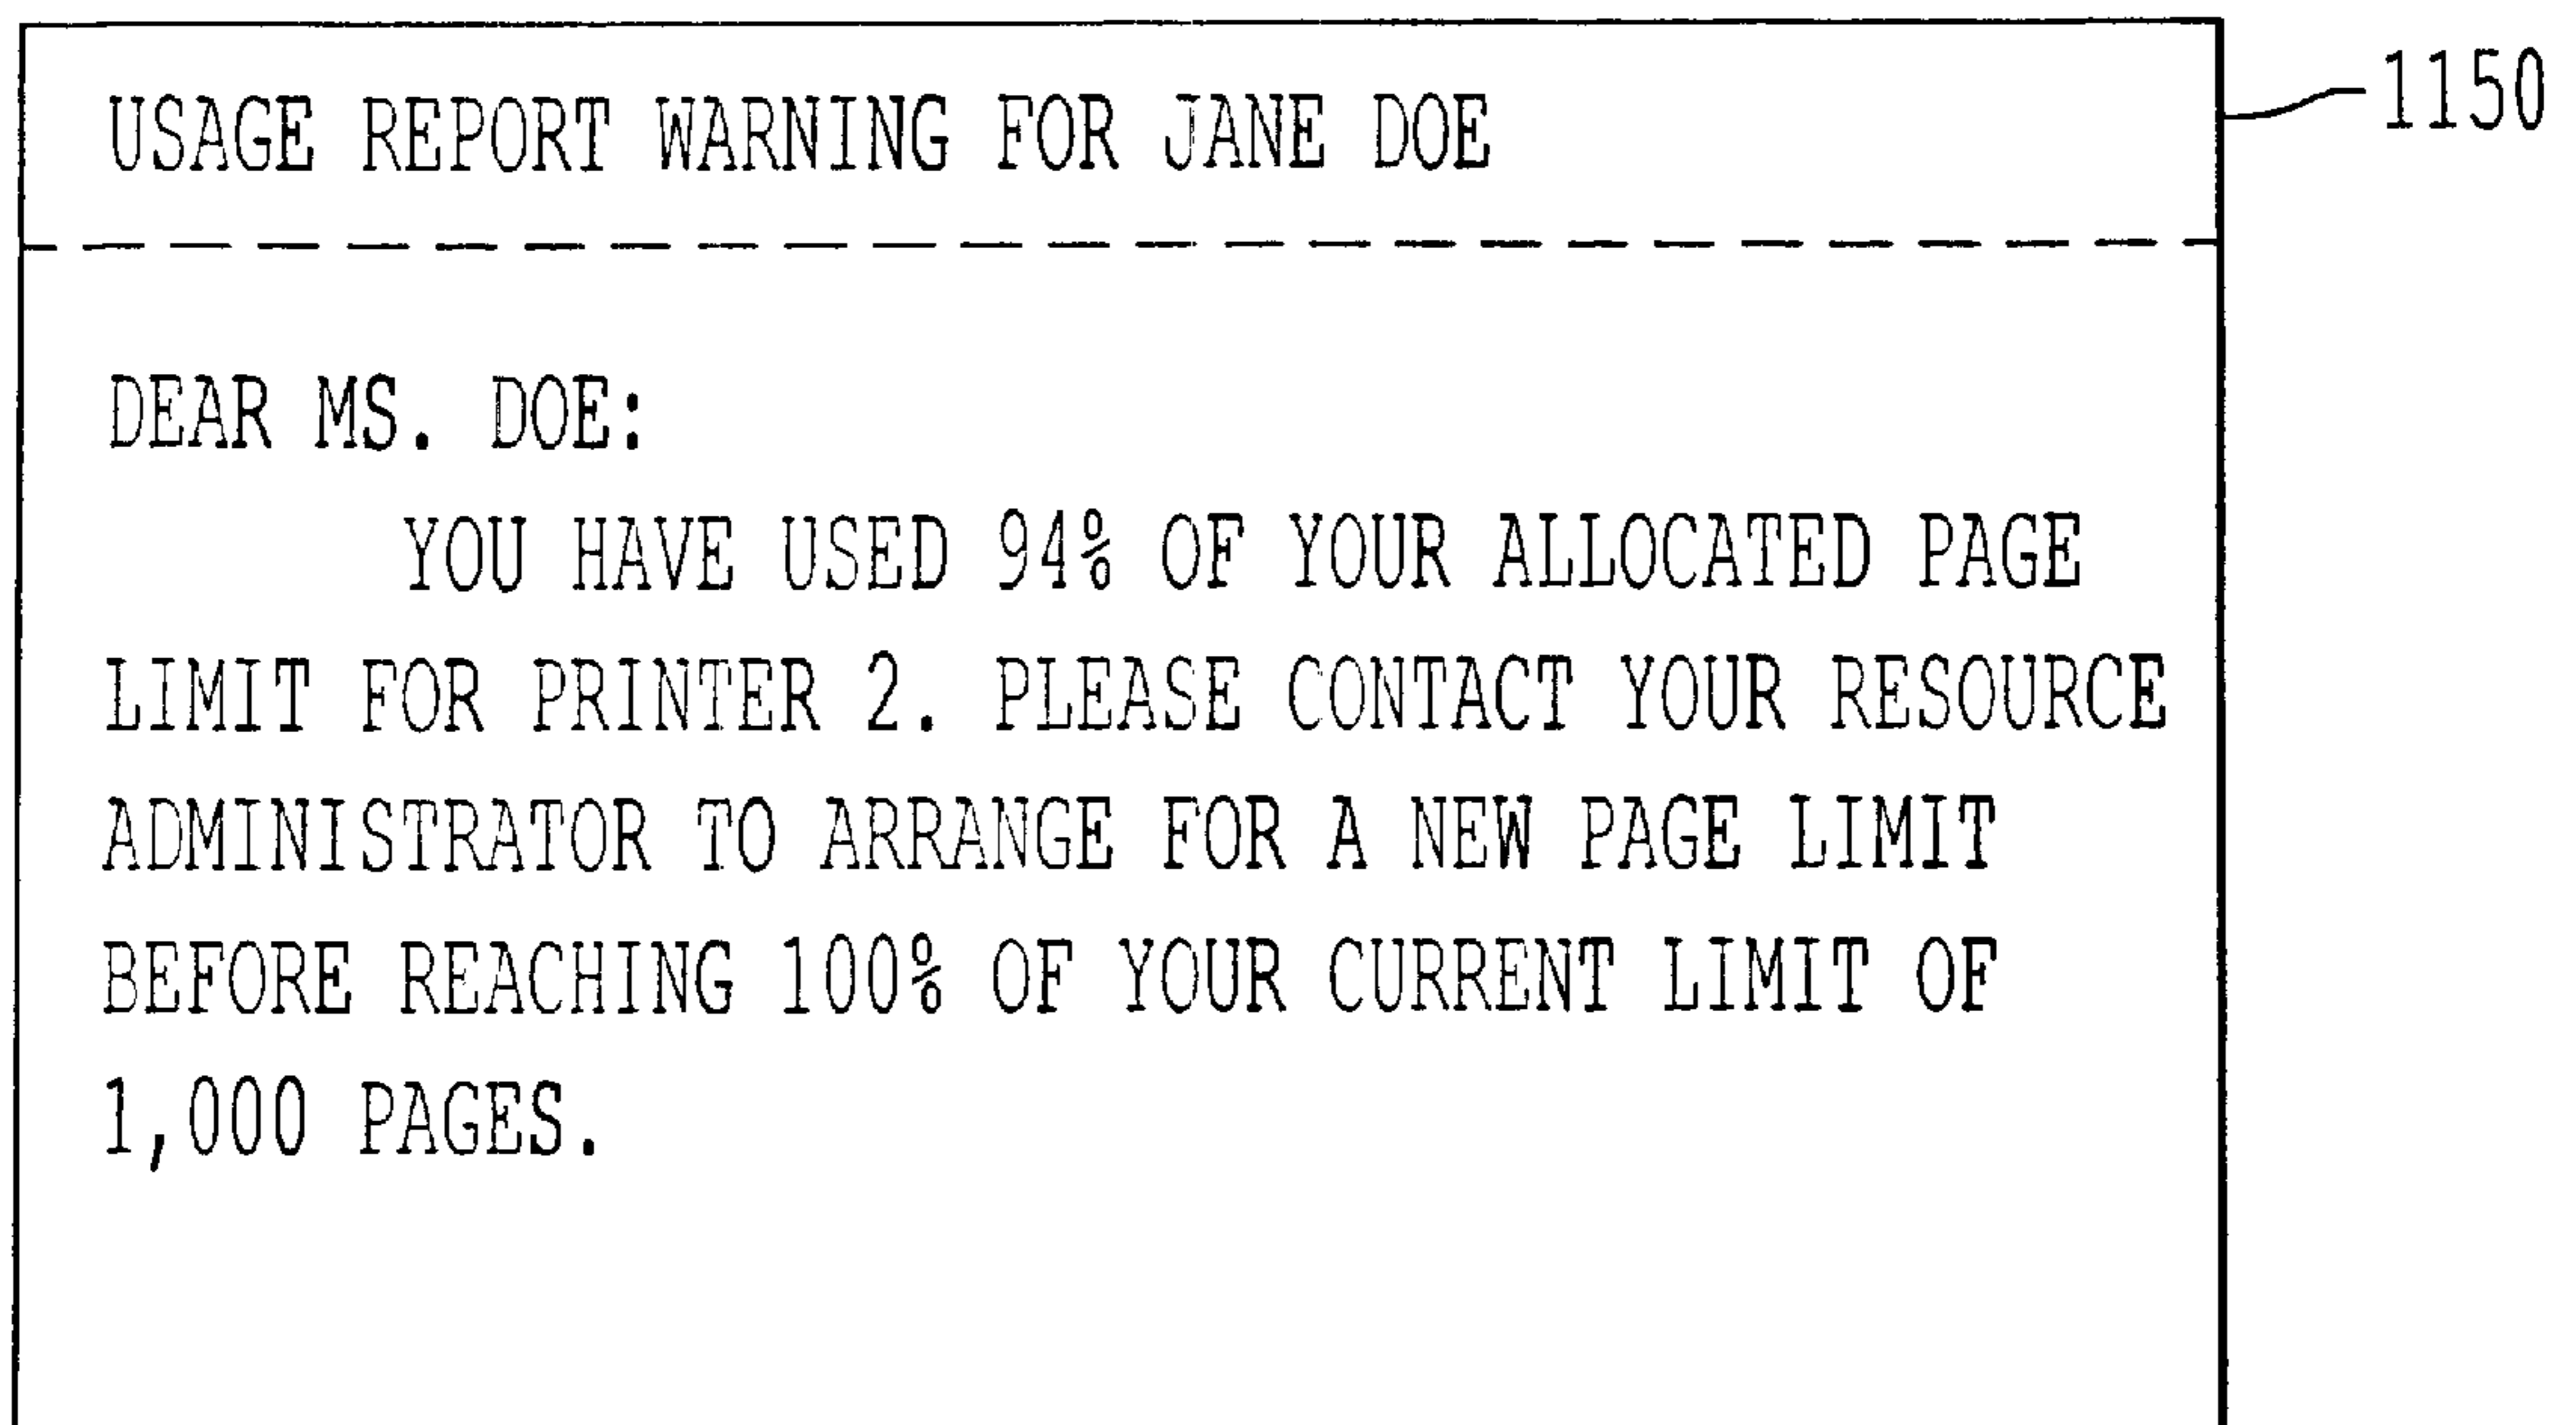 USAGE REPORT WARNING FOR JANE DOE
1150
DEAR MS. DOE:
YOU HAVE USED 94% OF YOUR ALLOCATED PAGE
LIMIT FOR PRINTER 2. PLEASE CONTACT YOUR RESOURCE
ADMINISTRATOR TO ARRANGE FOR A NEW PAGE LIMIT
BEFORE REACHING 100% OF YOUR CURRENT LIMIT OF
1,000 PAGES.